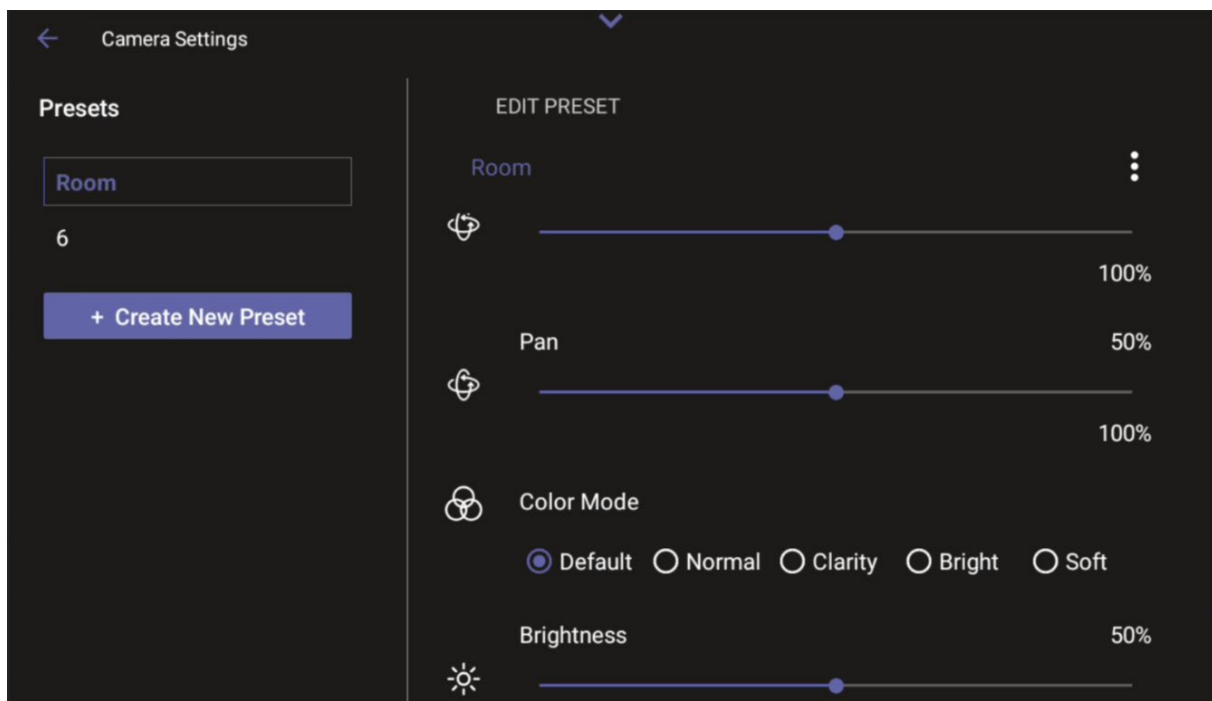 Camera Settings
Presets
Room
6
+ Create New Preset
EDIT PRESET
Room
100%
Pan 50%
100%
Color Mode
Default Normal Clarity Bright Soft
Brightness 50%